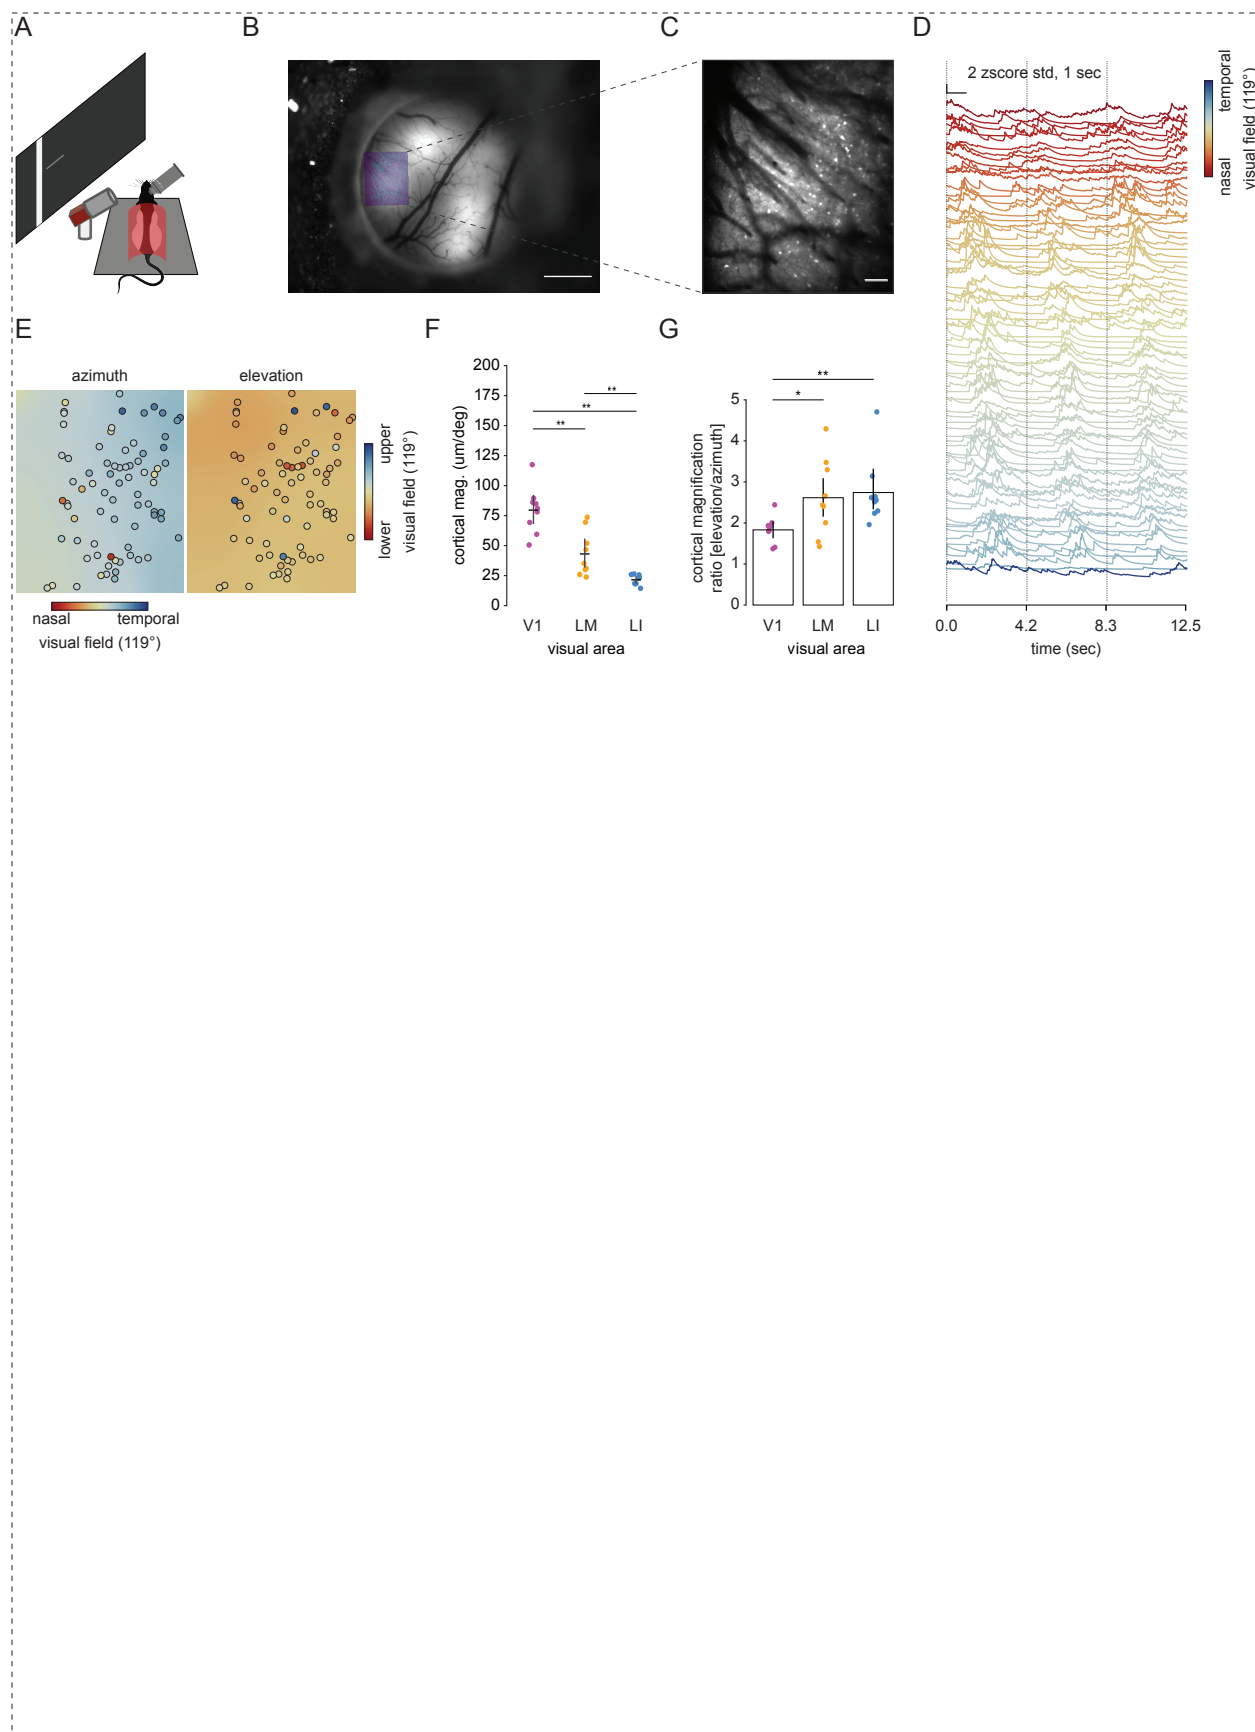 A
B
C
D
2 zscore std, 1 sec
temporal
nasal
visual field (119°)
0.0
4.2
8.3
12.5
time (sec)
E
azimuth
elevation
upper
lower
visual field (119°)
nasal
temporal
visual field (119°)
F
cortical mag. (um/deg)
200
175
150
125
100
75
50
25
0
**
**
**
V1
LM
LI
visual area
G
cortical magnification
ratio [elevation/azimuth]
5
4
3
2
1
0
**
*
V1
LM
LI
visual area